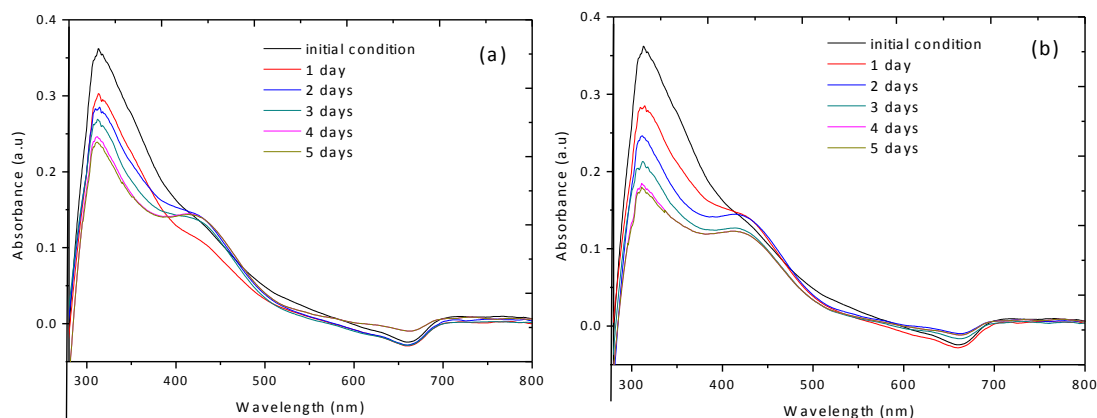 0.4
0.3
0.2
0.1
0.0
Absorbance (a.u)
300 400 500 600 700 800
Wavelength (nm)
initial condition
1 day
2 days
3 days
4 days
5 days
(a)
0.4
0.3
0.2
0.1
0.0
Absorbance (a.u)
300 400 500 600 700 800
Wavelength (nm)
initial condition
1 day
2 days
3 days
4 days
5 days
(b)